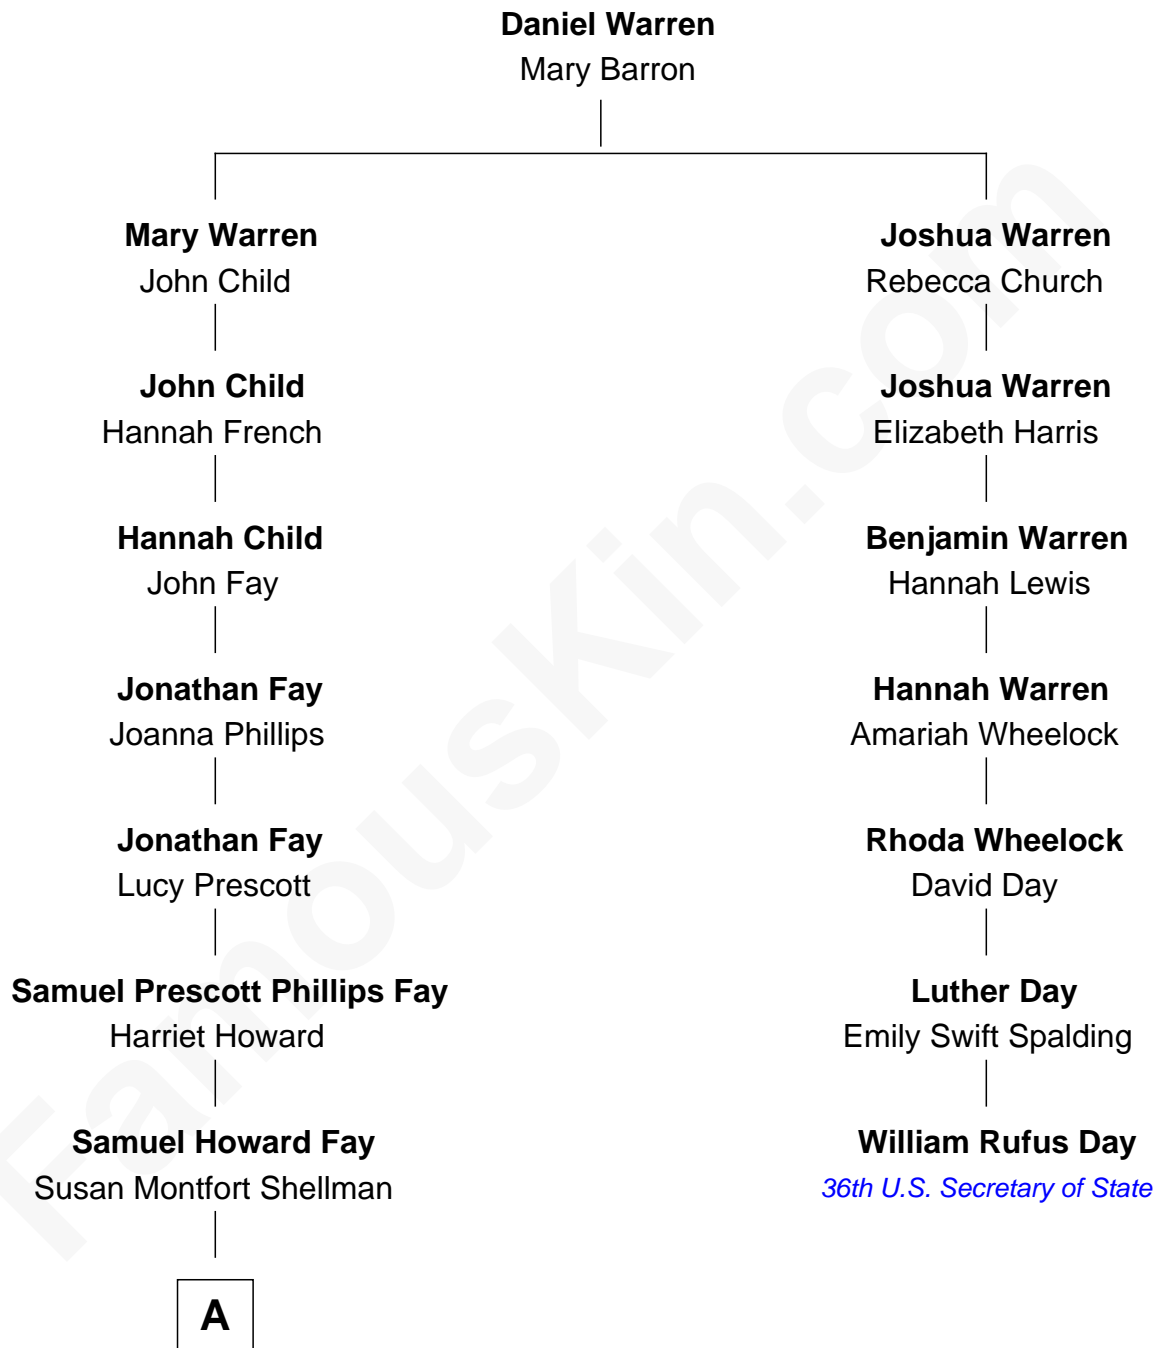 Daniel Warren
Mary Barron
Mary Warren
John Child
Joshua Warren
Rebecca Church
John Child
Hannah French
Joshua Warren
Elizabeth Harris
Hannah Child
John Fay
Benjamin Warren
Hannah Lewis
Jonathan Fay
Joanna Phillips
Hannah Warren
Amariah Wheelock
Jonathan Fay
Lucy Prescott
Rhoda Wheelock
David Day
Samuel Prescott Phillips Fay
Harriet Howard
Luther Day
Emily Swift Spalding
Samuel Howard Fay
Susan Montfort Shellman
William Rufus Day
36th U.S. Secretary of State
A
FamousKin.com